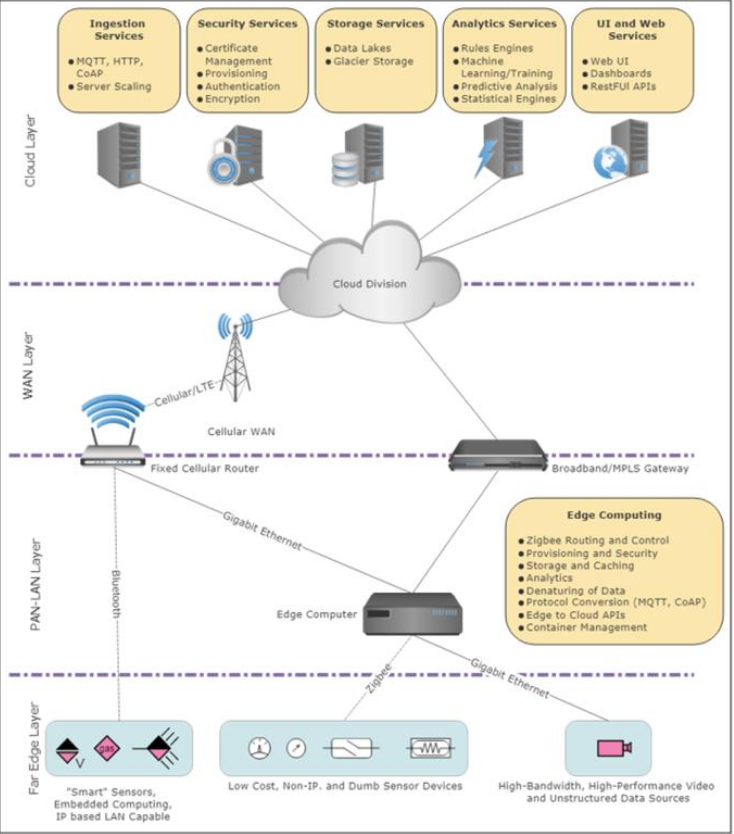 Ingestion
Services
● MQTT, HTTP,
CoAP
● Server Scaling
Security Services
● Certificate
Management
● Provisioning
● Authentication
● Encryption
Storage Services
● Data Lakes
● Glacier Storage
Analytics Services
● Rules Engines
● Machine
Learning/Training
● Predictive Analysis
● Statistical Engines
UI and Web
Services
● Web UI
● Dashboards
● RestFUl APIs
Cloud Layer
Cloud Division
WAN Layer
Cellular/LTE
Cellular WAN
Fixed Cellular Router
Broadband/MPLS Gateway
PAN-LAN Layer
Gigabit Ethernet
Bluetooth
Edge Computing
● Zigbee Routing and Control
● Provisioning and Security
● Storage and Caching
● Analytics
● Denaturing of Data
● Protocol Conversion (MQTT, CoAP)
● Edge to Cloud APIs
● Container Management
Edge Computer
Zigbee
Gigabit Ethernet
Far Edge Layer
V
gas
"Smart" Sensors,
Embedded Computing,
IP based LAN Capable
Low Cost, Non-IP. and Dumb Sensor Devices
High-Bandwidth, High-Performance Video
and Unstructured Data Sources